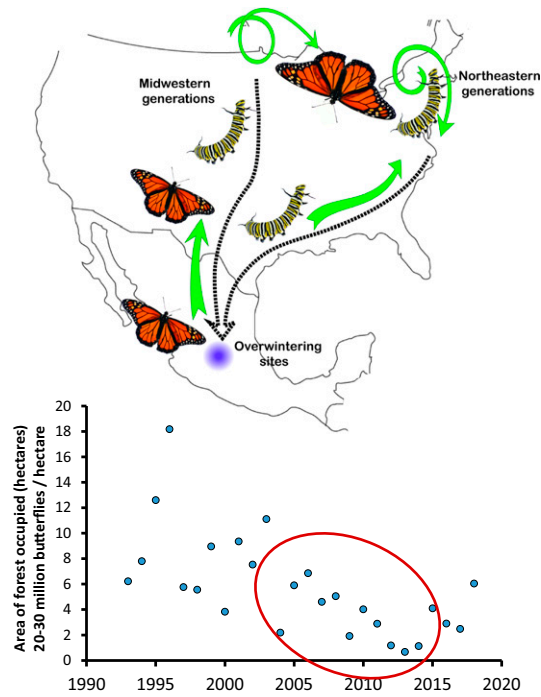 Midwestern
generations
Northeastern
generations
Overwintering
sites
Area of forest occupied (hectares)
20-30 million butterflies / hectare
20
18
16
14
12
10
8
6
4
2
0
1990
1995
2000
2005
2010
2015
2020